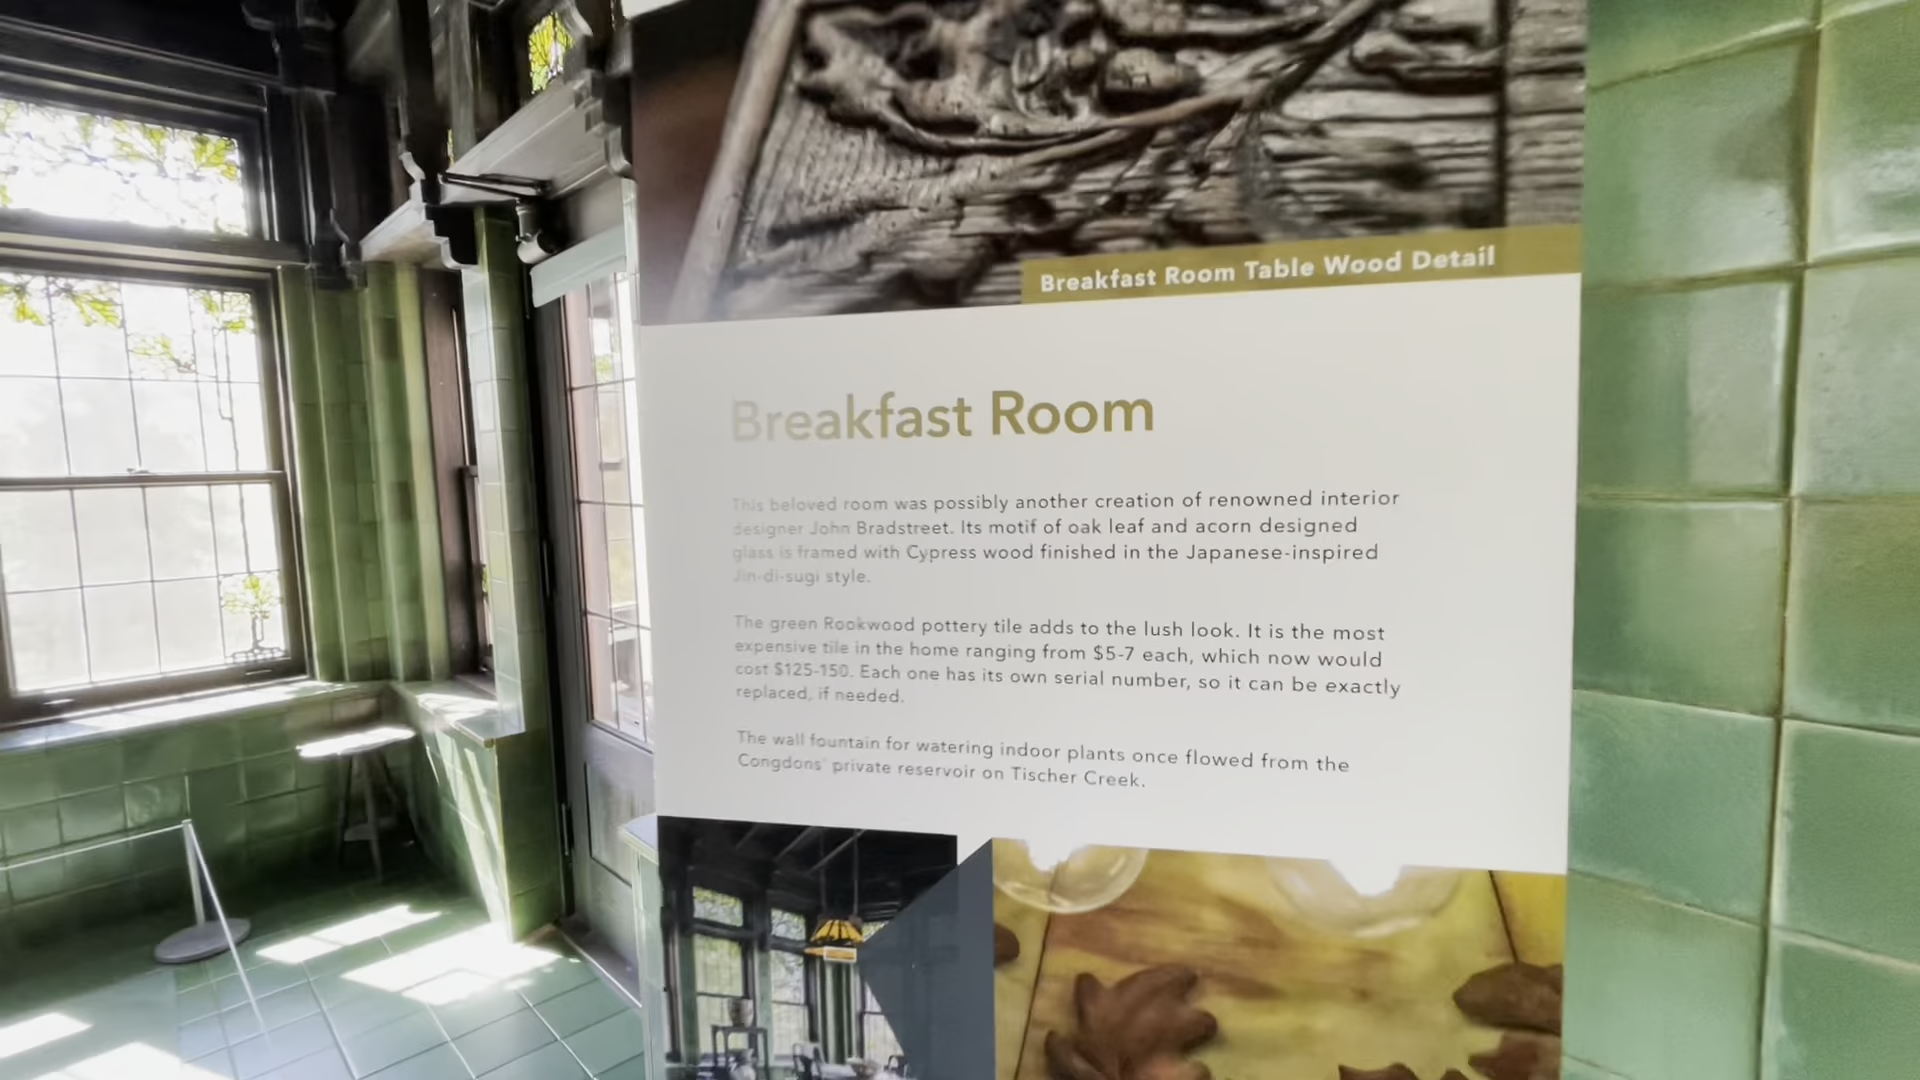 Breakfast Room Table Wood Detail
Breakfast Room
This beloved room was possibly another creation of renowned interior
designer John Bradstreet. Its motif of oak leaf and acorn designed
glass is framed with Cypress wood finished in the Japanese-inspired
Jin-di-sugi style.
The green Rookwood pottery tile adds to the lush look. It is the most
expensive tile in the home ranging from $5-7 each, which now would
cost $125-150. Each one has its own serial number, so it can be exactly
replaced, if needed.
The wall fountain for watering indoor plants once flowed from the
Congdons' private reservoir on Tischer Creek.